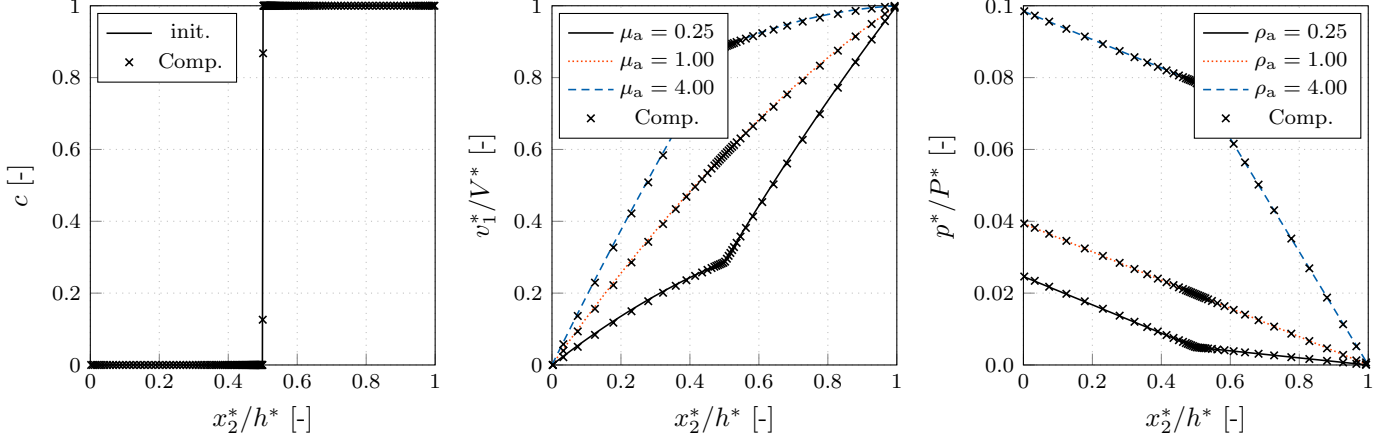 1
0.8
0.6
0.4
0.2
0
c [-]
init.
Comp.
0 0.2 0.4 0.6 0.8 1
x₂*/h* [-]
1
0.8
0.6
0.4
0.2
0
v₁*/V* [-]
μₐ = 0.25
μₐ = 1.00
μₐ = 4.00
Comp.
0 0.2 0.4 0.6 0.8 1
x₂*/h* [-]
0.1
0.08
0.06
0.04
0.02
0.0
p*/P* [-]
ρₐ = 0.25
ρₐ = 1.00
ρₐ = 4.00
Comp.
0 0.2 0.4 0.6 0.8 1
x₂*/h* [-]